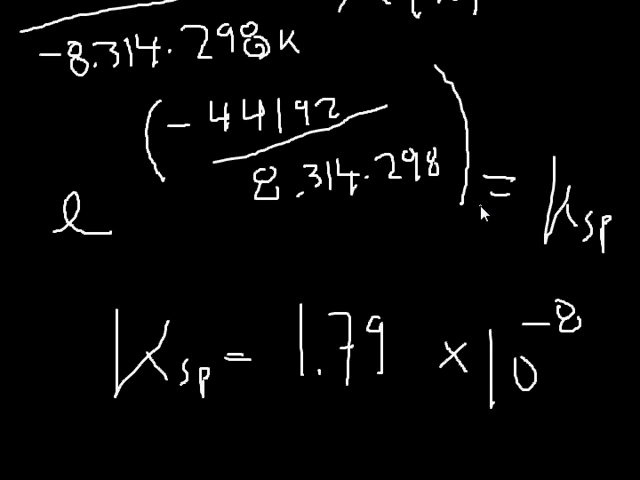 -8.314.298K
e^(-44192/8.314.298) = Ksp
Ksp = 1.79 × 10^-8